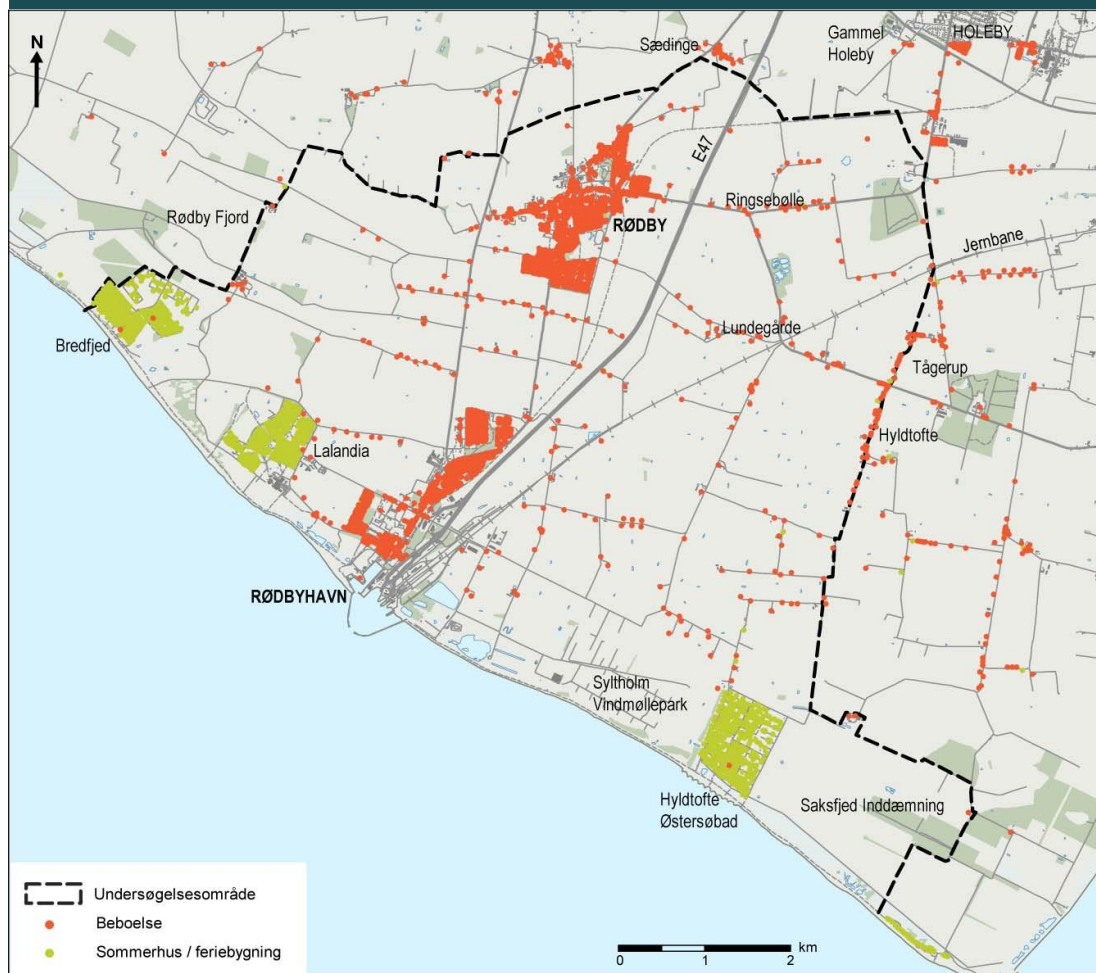 N
Sædinge
Gammel
Holeby
HOLEBY
E47
Rødby Fjord
RØDBY
Ringsebølle
Jernbane
Bredfjed
Lundegårde
Tågerup
Lalandia
Hyldtofte
RØDBYHAVN
Syltholm
Vindmøllepark
Hyldtofte
Østersøbad
Saksfjed Inddæmning
Undersøgelsesområde
Beboelse
Sommerhus / feriebygning
km
0 1 2